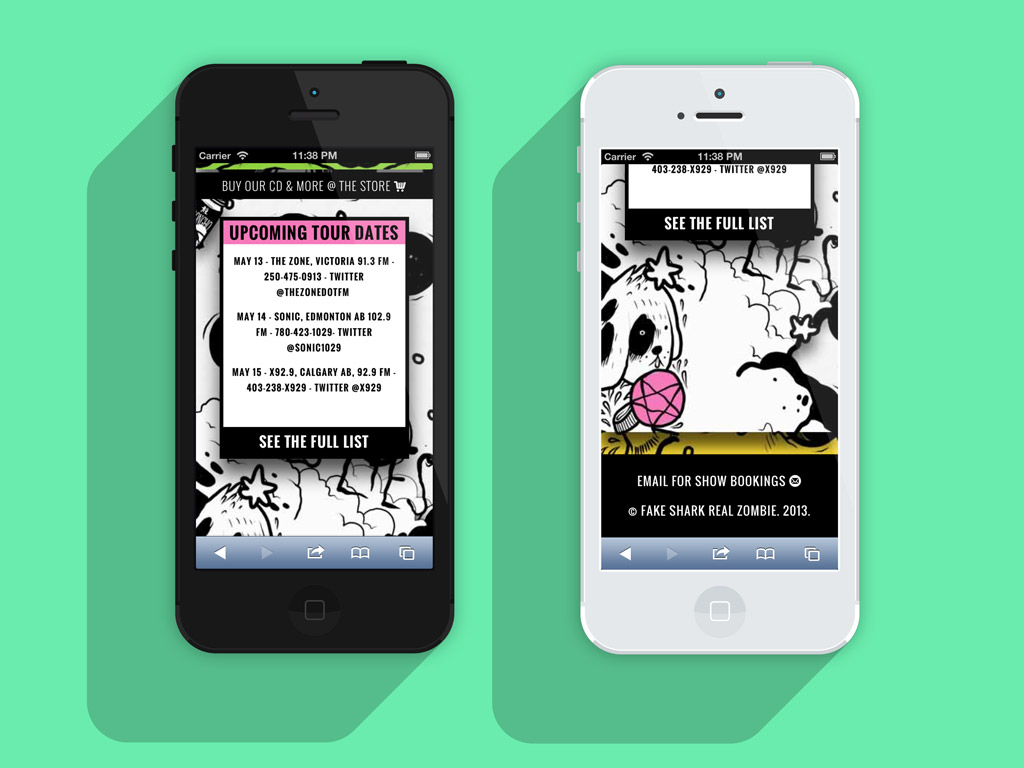 Carrier 11:38 PM
BUY OUR CD & MORE @ THE STORE
UPCOMING TOUR DATES
MAY 13 - THE ZONE, VICTORIA 91.3 FM -
250-475-0913 - TWITTER
@THEZONEDOTFM
MAY 14 - SONIC, EDMONTON AB 102.9
FM - 780-423-1029- TWITTER
@SONIC1029
MAY 15 - X92.9, CALGARY AB, 92.9 FM -
403-238-X929 - TWITTER @X929
SEE THE FULL LIST
Carrier 11:38 PM
403-238-X929 - TWITTER @X929
SEE THE FULL LIST
EMAIL FOR SHOW BOOKINGS
© FAKE SHARK REAL ZOMBIE. 2013.